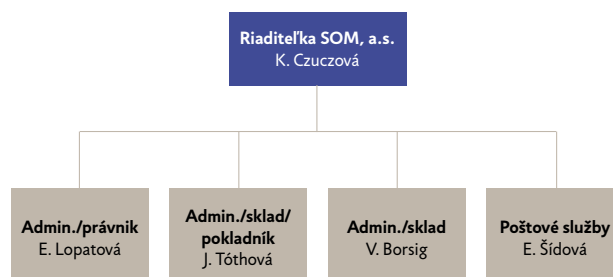 Riaditeľka SOM, a.s.
K. Czuczová
Admin./právnik
E. Lopatová
Admin./sklad/
pokladník
J. Tóthová
Admin./sklad
V. Borsig
Poštové služby
E. Šídová